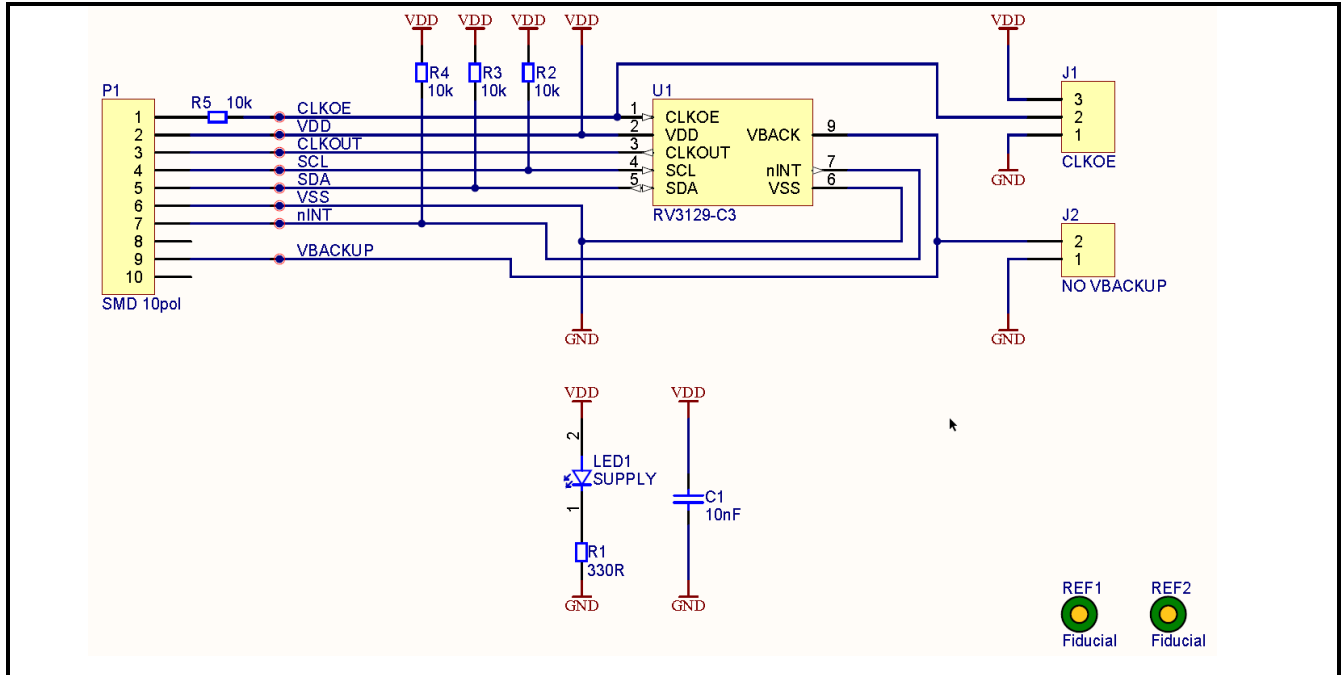 VDD VDD VDD VDD VDD
R4 R3 R2
10k 10k 10k
P1
R5 10k
U1
J1
1 CLKOE 1 CLKOE
2 VDD 2 VDD VBACK 9
3 CLKOUT 3 CLKOUT
4 SCL 4 SCL nINT 7
5 SDA 5 SDA VSS 6
6 VSS
7 nINT
8
9 VBACKUP
10
SMD 10pol
RV3129-C3
3
2
1
CLKOE
GND
J2
2
1
NO VBACKUP
GND GND
VDD VDD
2
LED1
SUPPLY
1
C1
10nF
R1
330R
GND GND
REF1 REF2
Fiducial Fiducial